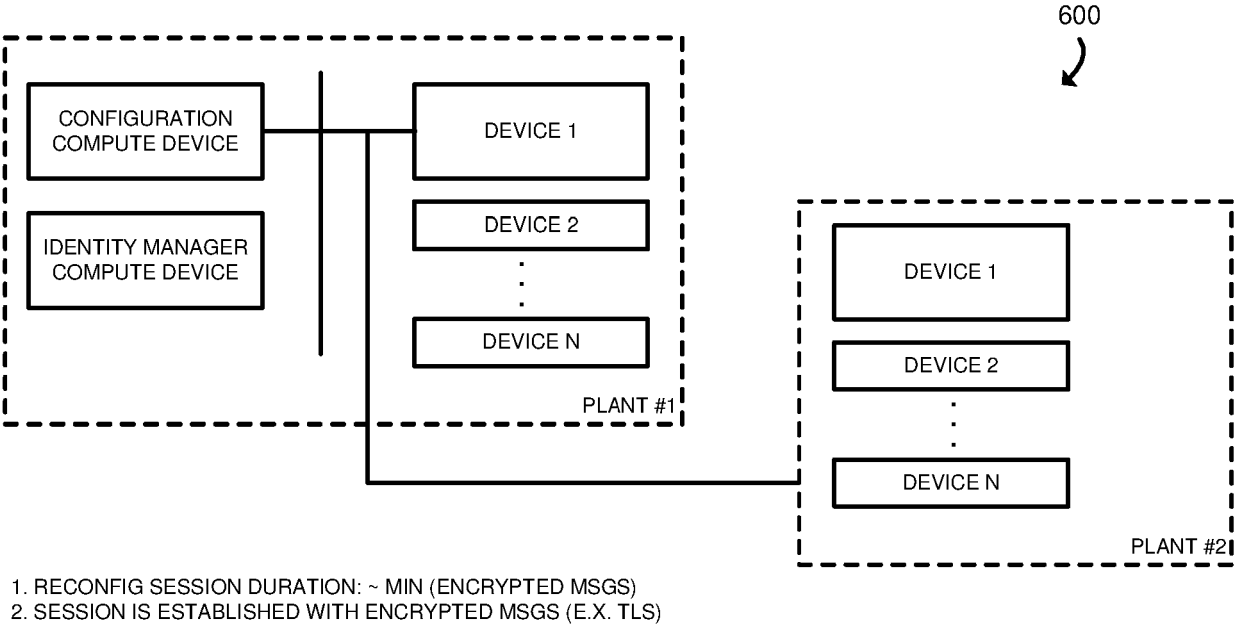 600
CONFIGURATION
COMPUTE DEVICE
IDENTITY MANAGER
COMPUTE DEVICE
DEVICE 1
DEVICE 2
DEVICE N
PLANT #1
DEVICE 1
DEVICE 2
DEVICE N
PLANT #2
1. RECONFIG SESSION DURATION: ~ MIN (ENCRYPTED MSGS)
2. SESSION IS ESTABLISHED WITH ENCRYPTED MSGS (E.X. TLS)